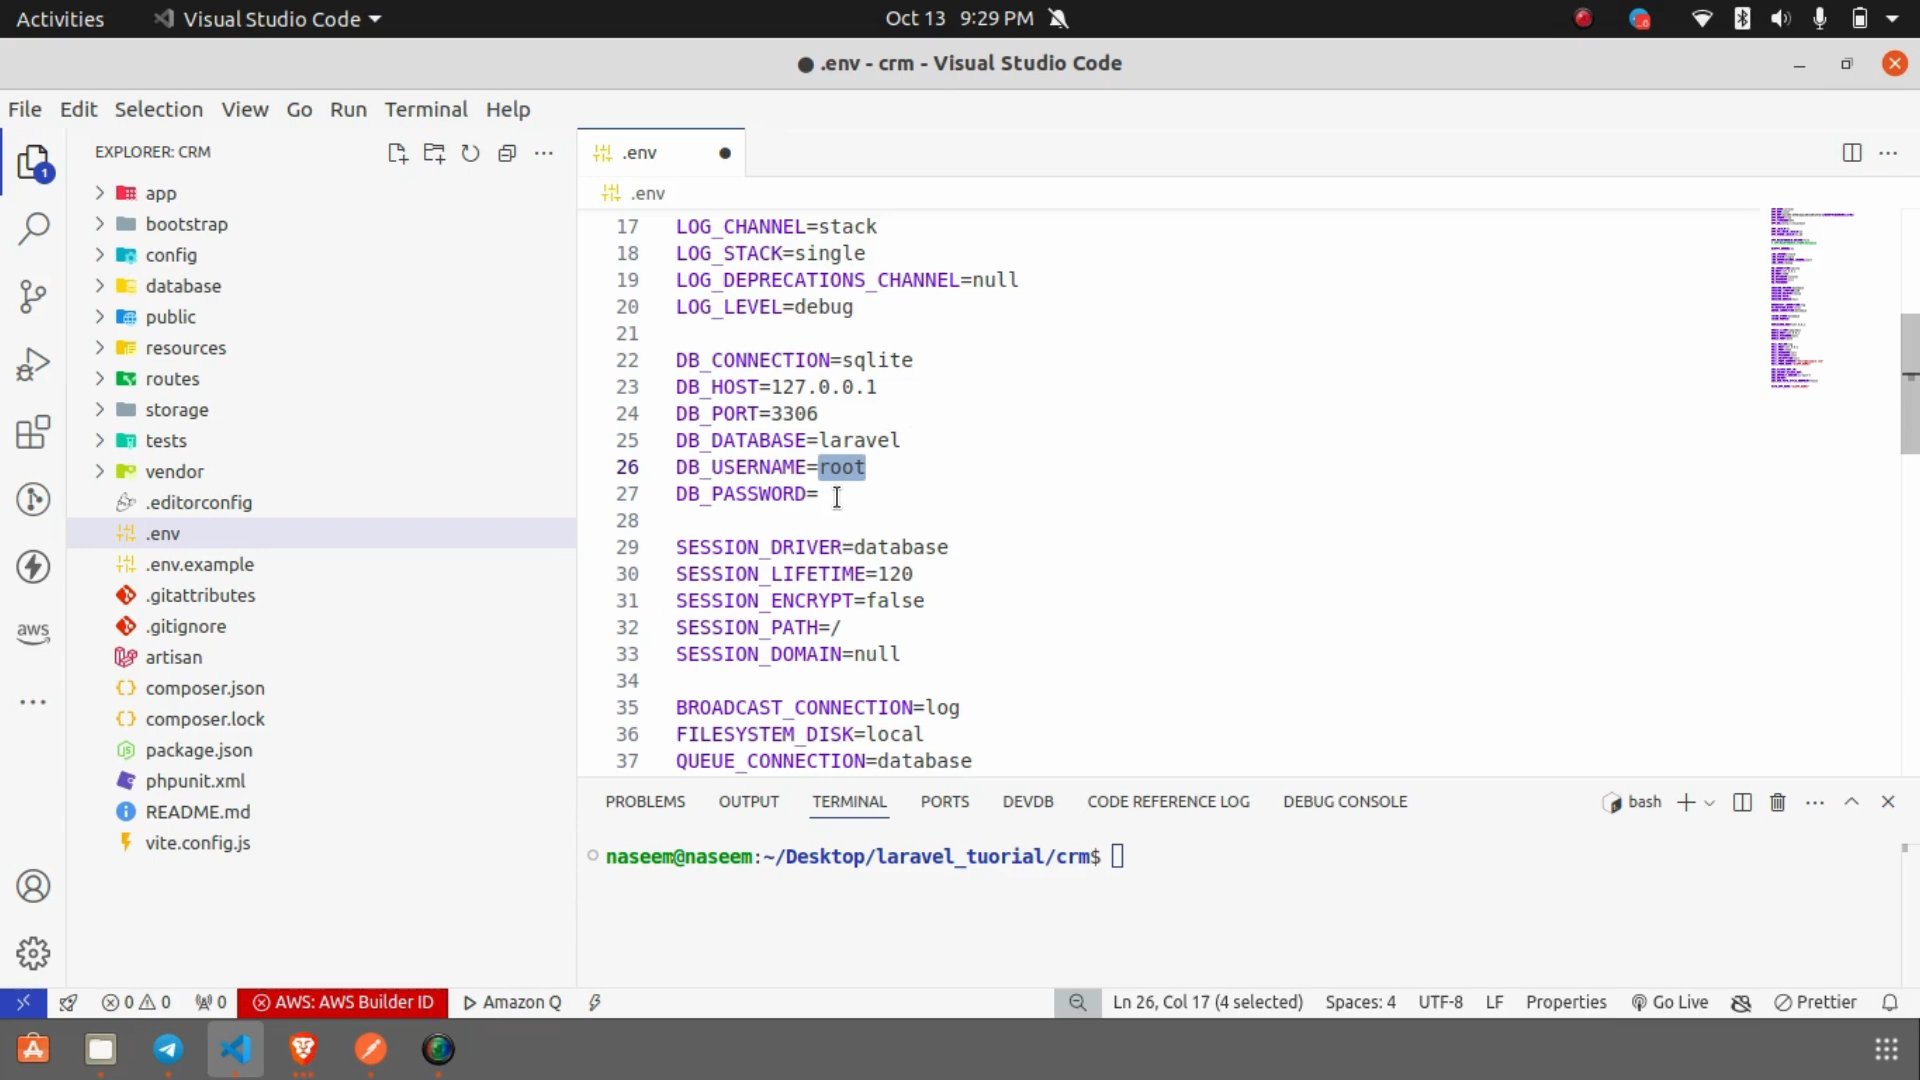 Activities
Visual Studio Code
Oct 13 9:29 PM
.env - crm - Visual Studio Code
File Edit Selection View Go Run Terminal Help
EXPLORER: CRM
1
app
bootstrap
config
database
public
resources
routes
storage
tests
vendor
.editorconfig
.env
.env.example
.gitattributes
.gitignore
artisan
composer.json
composer.lock
package.json
phpunit.xml
README.md
vite.config.js
aws
.env
.env
17 LOG_CHANNEL=stack
18 LOG_STACK=single
19 LOG_DEPRECATIONS_CHANNEL=null
20 LOG_LEVEL=debug
21
22 DB_CONNECTION=sqlite
23 DB_HOST=127.0.0.1
24 DB_PORT=3306
25 DB_DATABASE=laravel
26 DB_USERNAME=root
27 DB_PASSWORD=
28
29 SESSION_DRIVER=database
30 SESSION_LIFETIME=120
31 SESSION_ENCRYPT=false
32 SESSION_PATH=/
33 SESSION_DOMAIN=null
34
35 BROADCAST_CONNECTION=log
36 FILESYSTEM_DISK=local
37 QUEUE_CONNECTION=database
PROBLEMS OUTPUT TERMINAL PORTS DEVDB CODE REFERENCE LOG DEBUG CONSOLE
bash
naseem@naseem:~/Desktop/laravel_tuorial/crm$
0 0 0 AWS: AWS Builder ID Amazon Q
Ln 26, Col 17 (4 selected) Spaces: 4 UTF-8 LF Properties Go Live Prettier